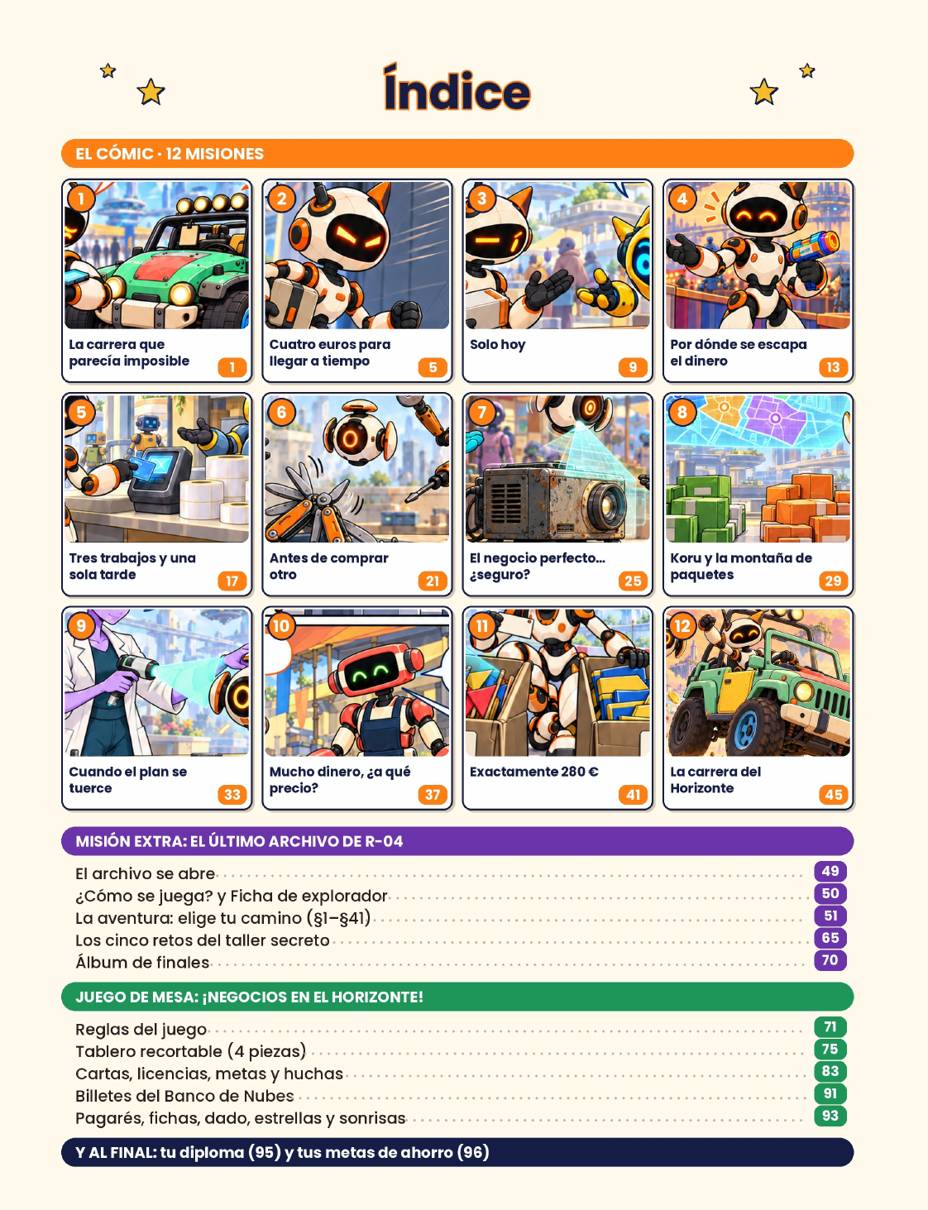 Índice
EL CÓMIC · 12 MISIONES
1
2
3
4
La carrera que
parecía imposible
1
Cuatro euros para
llegar a tiempo
5
Solo hoy
9
Por dónde se escapa
el dinero
13
5
6
7
8
Tres trabajos y una
sola tarde
17
Antes de comprar
otro
21
El negocio perfecto...
¿seguro?
25
Koru y la montaña de
paquetes
29
9
10
11
12
Cuando el plan se
tuerce
33
Mucho dinero, ¿a qué
precio?
37
Exactamente 280 €
41
La carrera del
Horizonte
45
MISIÓN EXTRA: EL ÚLTIMO ARCHIVO DE R-04
El archivo se abre 49
¿Cómo se juega? y Ficha de explorador 50
La aventura: elige tu camino (§1–§41) 51
Los cinco retos del taller secreto 65
Álbum de finales 70
JUEGO DE MESA: ¡NEGOCIOS EN EL HORIZONTE!
Reglas del juego 71
Tablero recortable (4 piezas) 75
Cartas, licencias, metas y huchas 83
Billetes del Banco de Nubes 91
Pagarés, fichas, dado, estrellas y sonrisas 93
Y AL FINAL: tu diploma (95) y tus metas de ahorro (96)